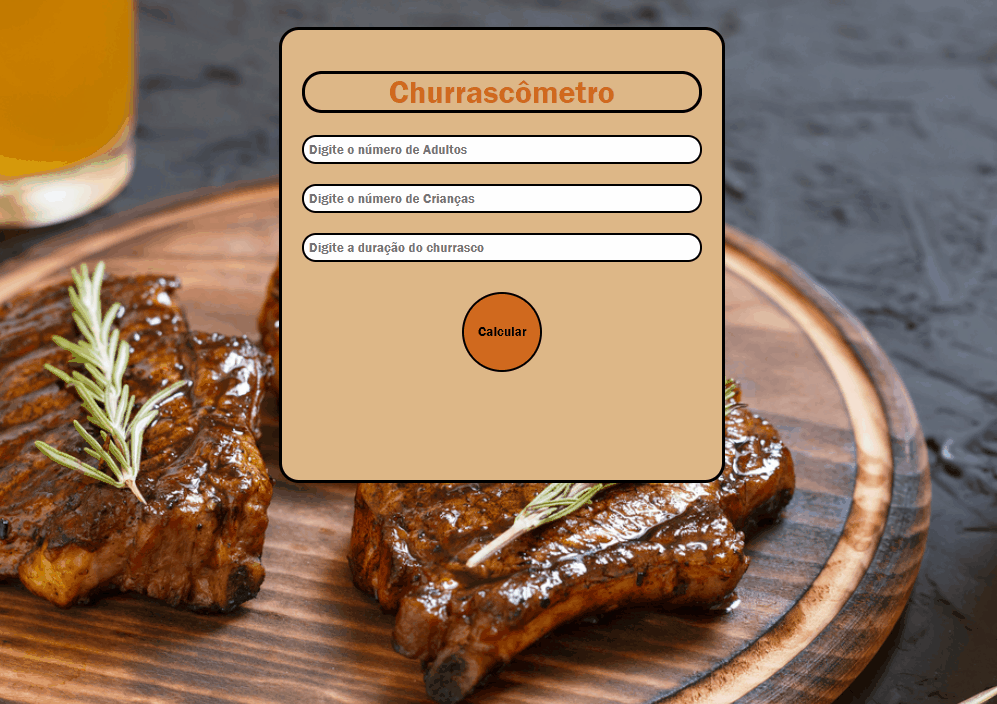 Churrascômetro
Digite o número de Adultos
Digite o número de Crianças
Digite a duração do churrasco
Calcular